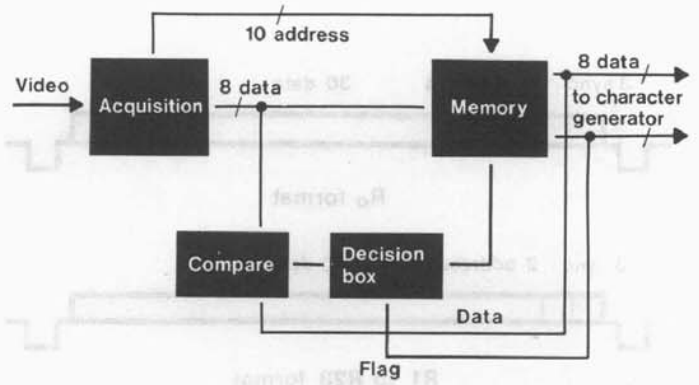 10 address
Video
Acquisition
8 data
Memory
8 data
to character
generator
Compare
Decision
box
Data
Flag